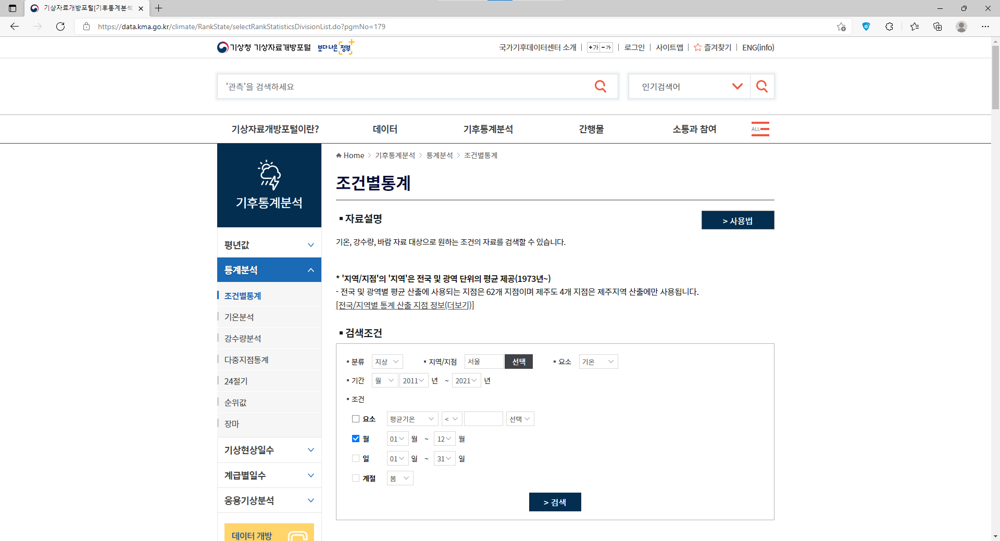 기상자료개방포털[기후통계분석
https://data.kma.go.kr/climate/RankState/selectRankStatisticsDivisionList.do?pgmNo=179
기상청 기상자료개방포털 보다나은 정부
국가기후데이터센터 소개 | +가 -가 | 로그인 | 사이트맵 | 즐겨찾기 | ENG(info)
'관측'을 검색하세요
인기검색어
기상자료개방포털이란? 데이터 기후통계분석 간행물 소통과 참여 ALL
기후통계분석
평년값
통계분석
조건별통계
기온분석
강수량분석
다중지점통계
24절기
순위값
장마
기상현상일수
계급별일수
응용기상분석
데이터 개방
Home > 기후통계분석 > 통계분석 > 조건별통계
조건별통계
자료설명
> 사용법
기온, 강수량, 바람 자료 대상으로 원하는 조건의 자료를 검색할 수 있습니다.
* '지역/지점'의 '지역'은 전국 및 광역 단위의 평균 제공(1973년~)
- 전국 및 광역별 평균 산출에 사용되는 지점은 62개 지점이며 제주도 4개 지점은 제주지역 산출에만 사용됩니다.
[전국/지역별 통계 산출 지점 정보(더보기)]
검색조건
분류 지상 지역/지점 서울 선택 요소 기온
기간 월 2011 년 ~ 2021 년
조건
요소 평균기온 < 선택
월 01 월 ~ 12 월
일 01 일 ~ 31 일
계절 봄
> 검색